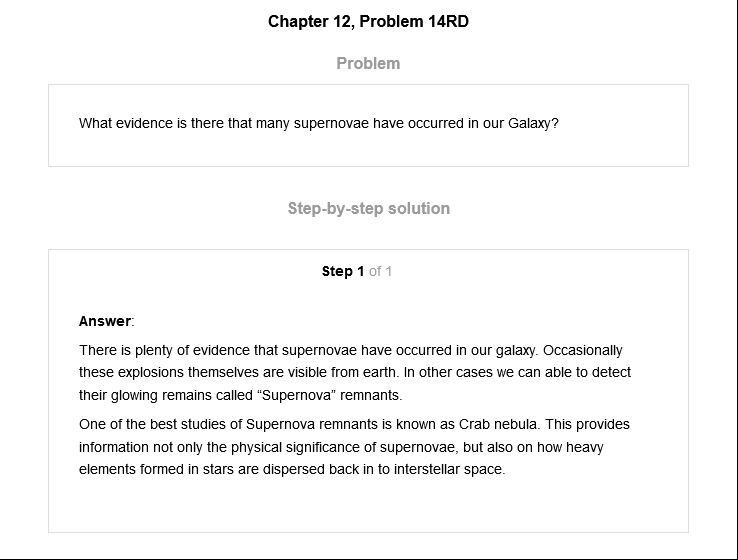 Chapter 12, Problem 14RD
Problem
What evidence is there that many supernovae have occurred in our Galaxy?
Step-by-step solution
Step 1 of 1
Answer:
There is plenty of evidence that supernovae have occurred in our galaxy. Occasionally
these explosions themselves are visible from earth. In other cases we can able to detect
their glowing remains called “Supernova” remnants.
One of the best studies of Supernova remnants is known as Crab nebula. This provides
information not only the physical significance of supernovae, but also on how heavy
elements formed in stars are dispersed back in to interstellar space.